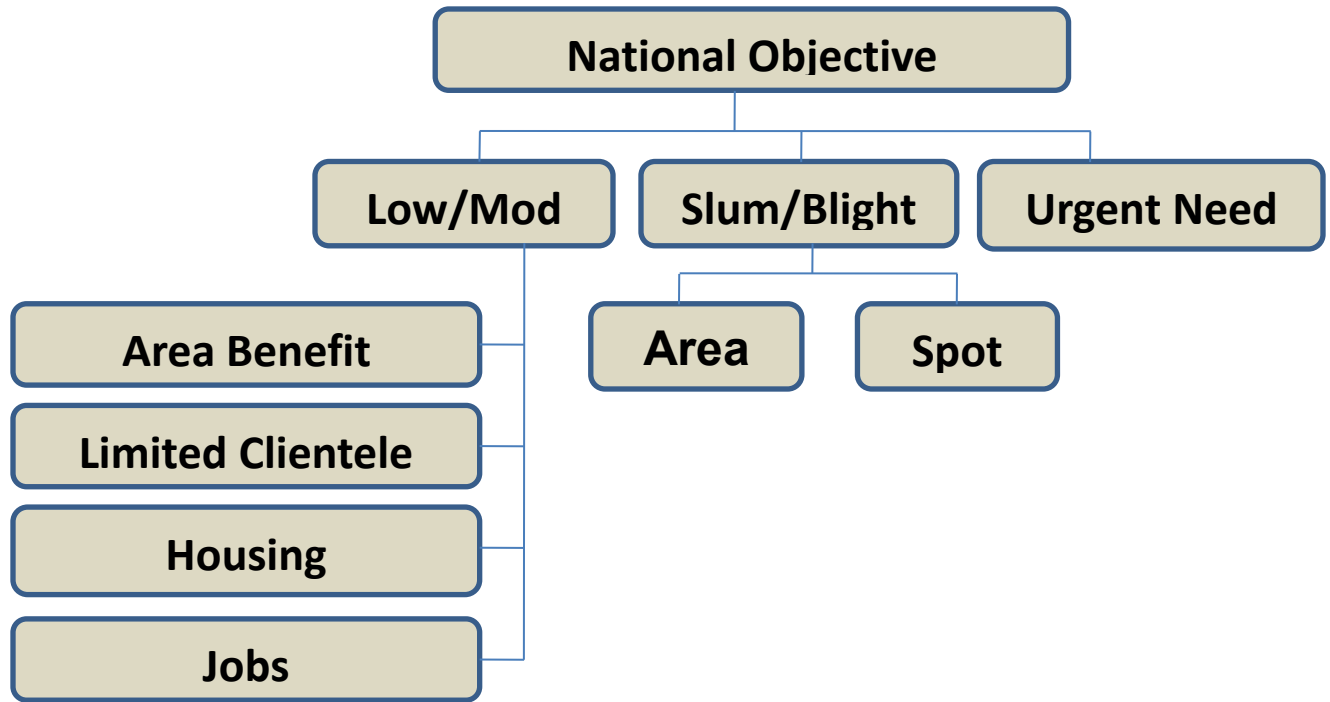 National Objective
Low/Mod
Slum/Blight
Urgent Need
Area Benefit
Limited Clientele
Housing
Jobs
Area
Spot